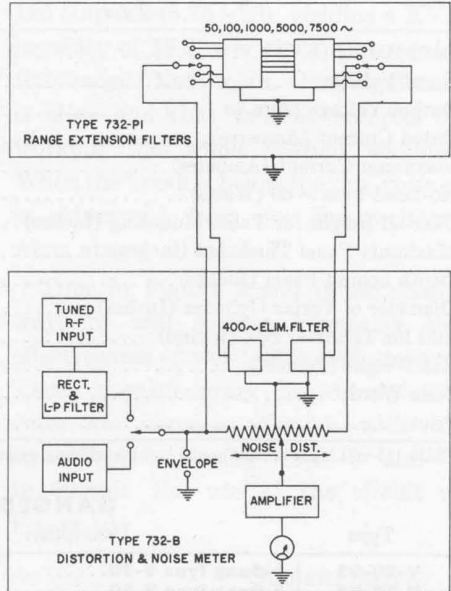 50, 100, 1000, 5000, 7500 ~
TYPE 732-P1
RANGE EXTENSION FILTERS
TUNED
R-F
INPUT
400~ELIM. FILTER
RECT.
&
L-P FILTER
NOISE DIST.
ENVELOPE
AUDIO
INPUT
AMPLIFIER
TYPE 732-B
DISTORTION & NOISE METER